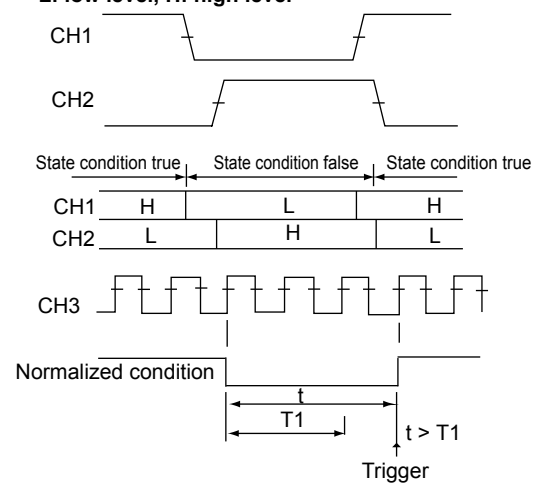 L: low level, H: high level
CH1
CH2
State condition true State condition false State condition true
CH1 H L H
CH2 L H L
CH3
Normalized condition
t
T1
t > T1
Trigger